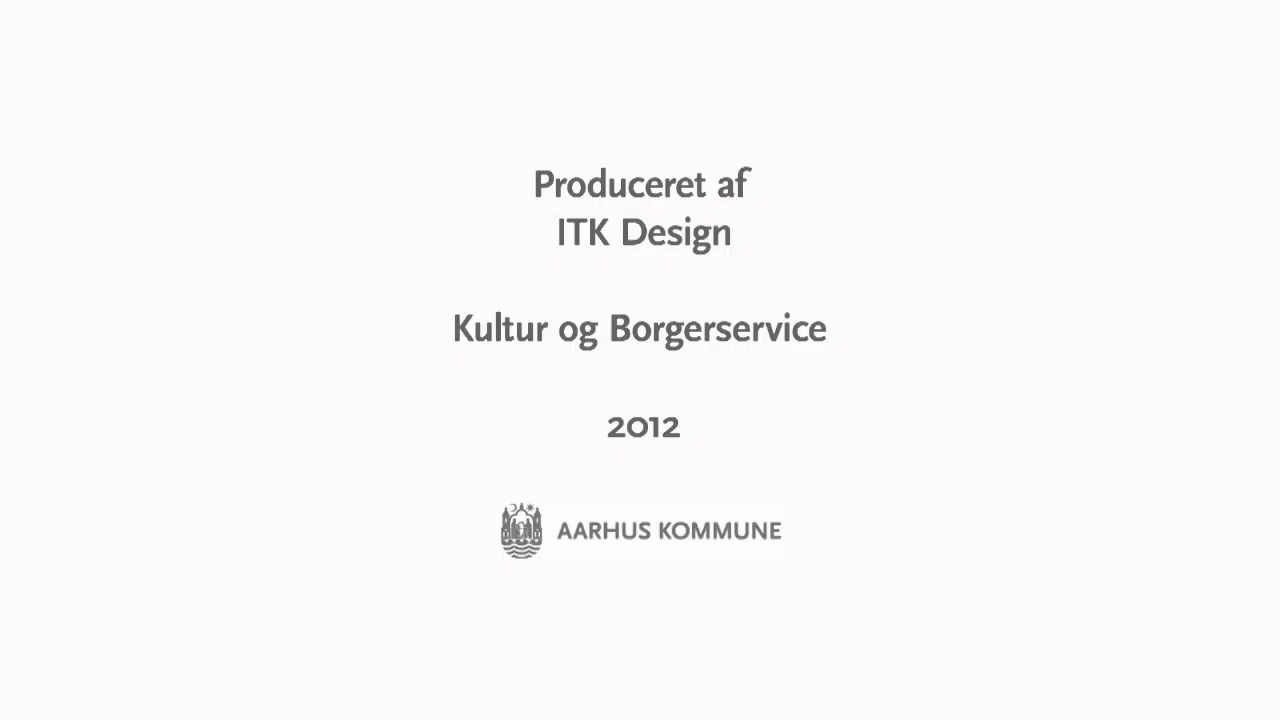 Produceret af
ITK Design
Kultur og Borgerservice
2012
AARHUS KOMMUNE